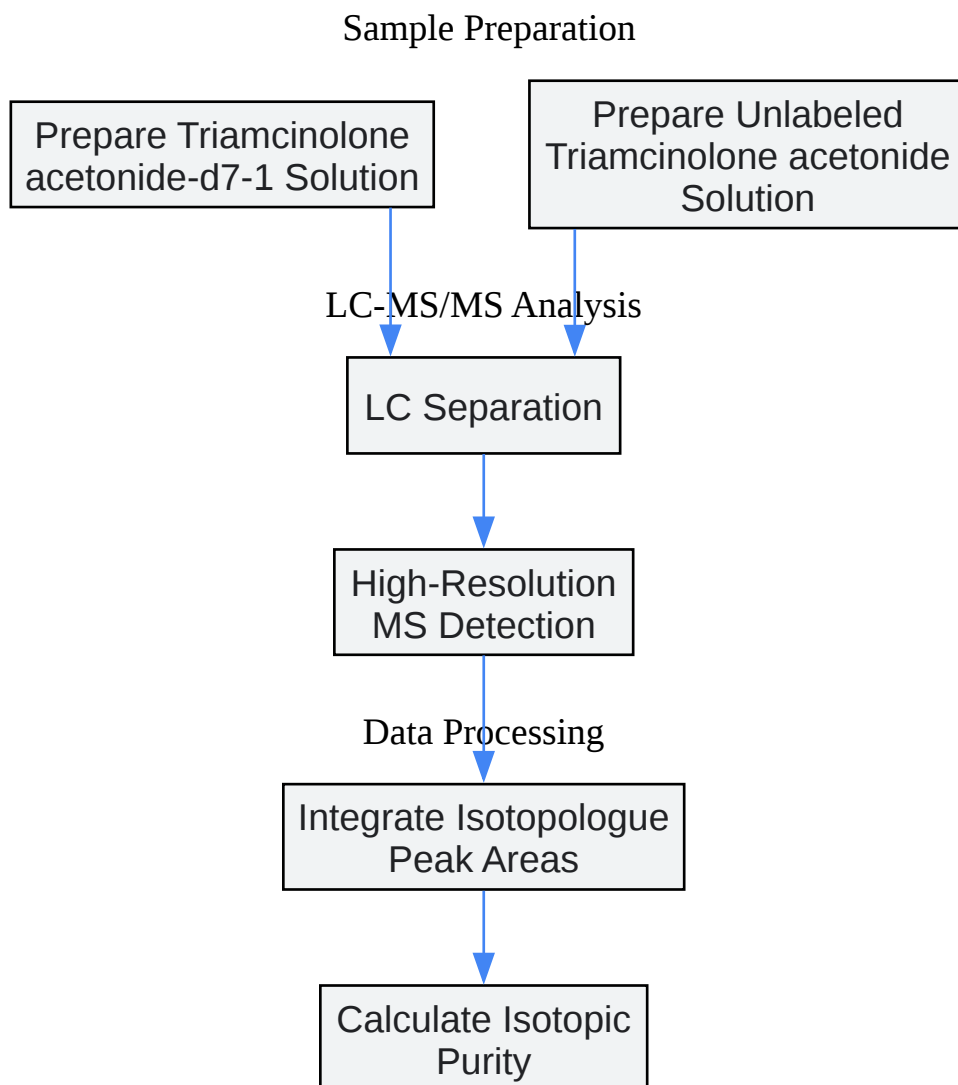 Sample Preparation
Prepare Triamcinolone
acetonide-d7-1 Solution
Prepare Unlabeled
Triamcinolone acetonide
Solution
LC-MS/MS Analysis
LC Separation
High-Resolution
MS Detection
Data Processing
Integrate Isotopologue
Peak Areas
Calculate Isotopic
Purity